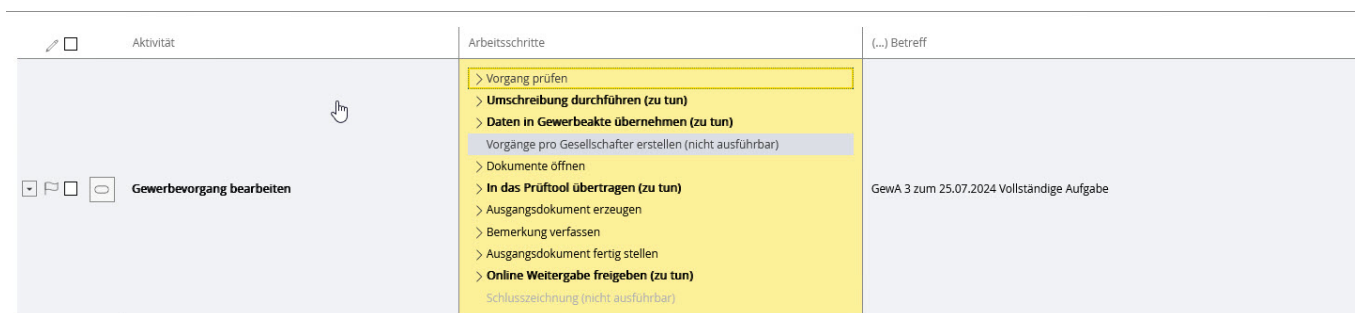 Aktivität
Arbeitsschritte
(...) Betreff
Vorgang prüfen
Umschreibung durchführen (zu tun)
Daten in Gewerbeakte übernehmen (zu tun)
Vorgänge pro Gesellschafter erstellen (nicht ausführbar)
Dokumente öffnen
Gewerbevorgang bearbeiten
In das Prüftool übertragen (zu tun)
GewA 3 zum 25.07.2024 Vollständige Aufgabe
Ausgangsdokument erzeugen
Bemerkung verfassen
Ausgangsdokument fertig stellen
Online Weitergabe freigeben (zu tun)
Schlusszeichnung (nicht ausführbar)